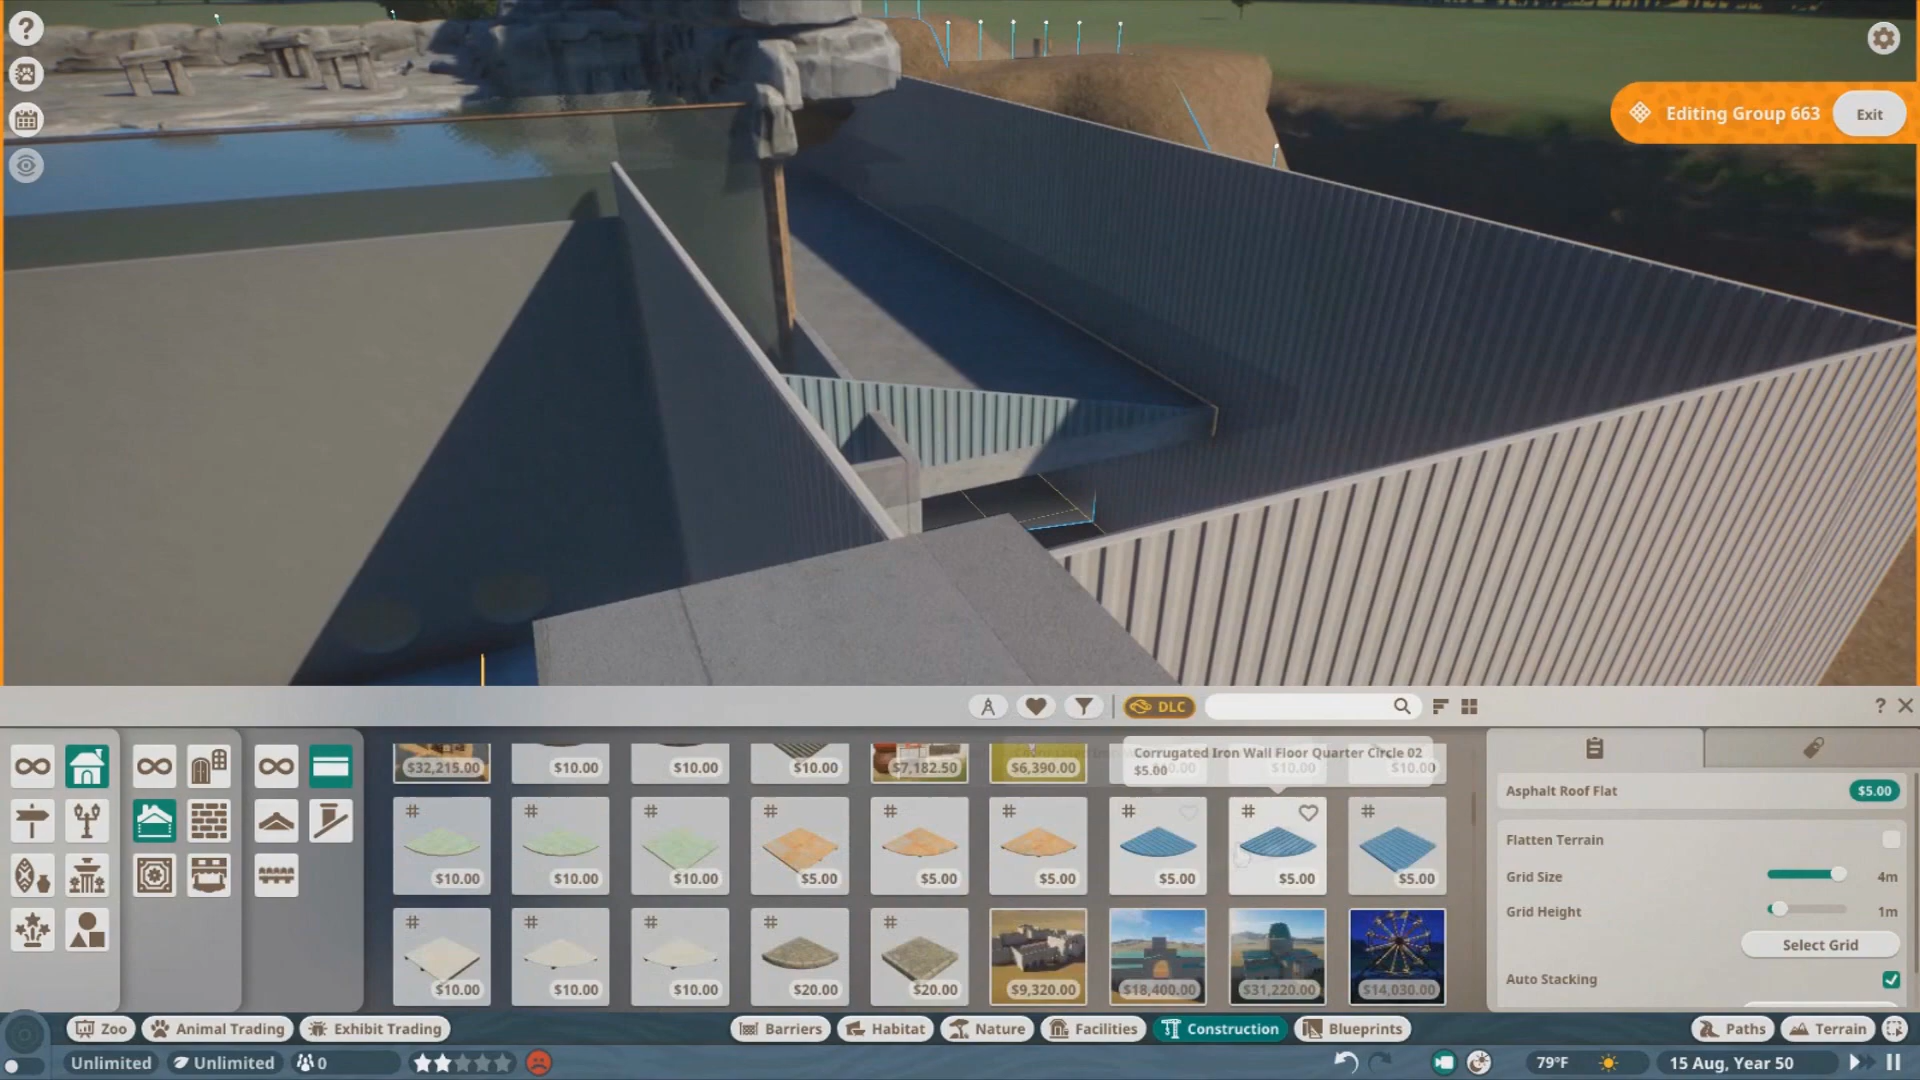 ?
Editing Group 663 Exit
DLC
?
Corrugated Iron Wall Floor Quarter Circle 02
$5.00
$32,215.00 $10.00 $10.00 $10.00 $7,182.50 $6,390.00 $10.00 $10.00
# $10.00 # $10.00 # $10.00 # $5.00 # $5.00 # $5.00 # $5.00 # $5.00 # $5.00
# $10.00 # $10.00 # $10.00 # $20.00 # $20.00 $9,320.00 $18,400.00 $31,220.00 $14,030.00
Asphalt Roof Flat $5.00
Flatten Terrain
Grid Size 4m
Grid Height 1m
Select Grid
Auto Stacking
Zoo Animal Trading Exhibit Trading Barriers Habitat Nature Facilities Construction Blueprints Paths Terrain
Unlimited Unlimited 0 79°F 15 Aug, Year 50